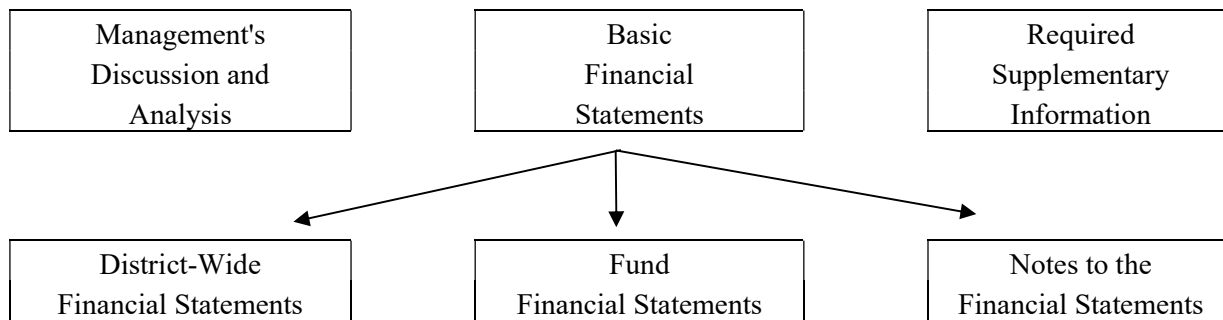 Management's
Discussion and
Analysis
Basic
Financial
Statements
Required
Supplementary
Information
District-Wide
Financial Statements
Fund
Financial Statements
Notes to the
Financial Statements